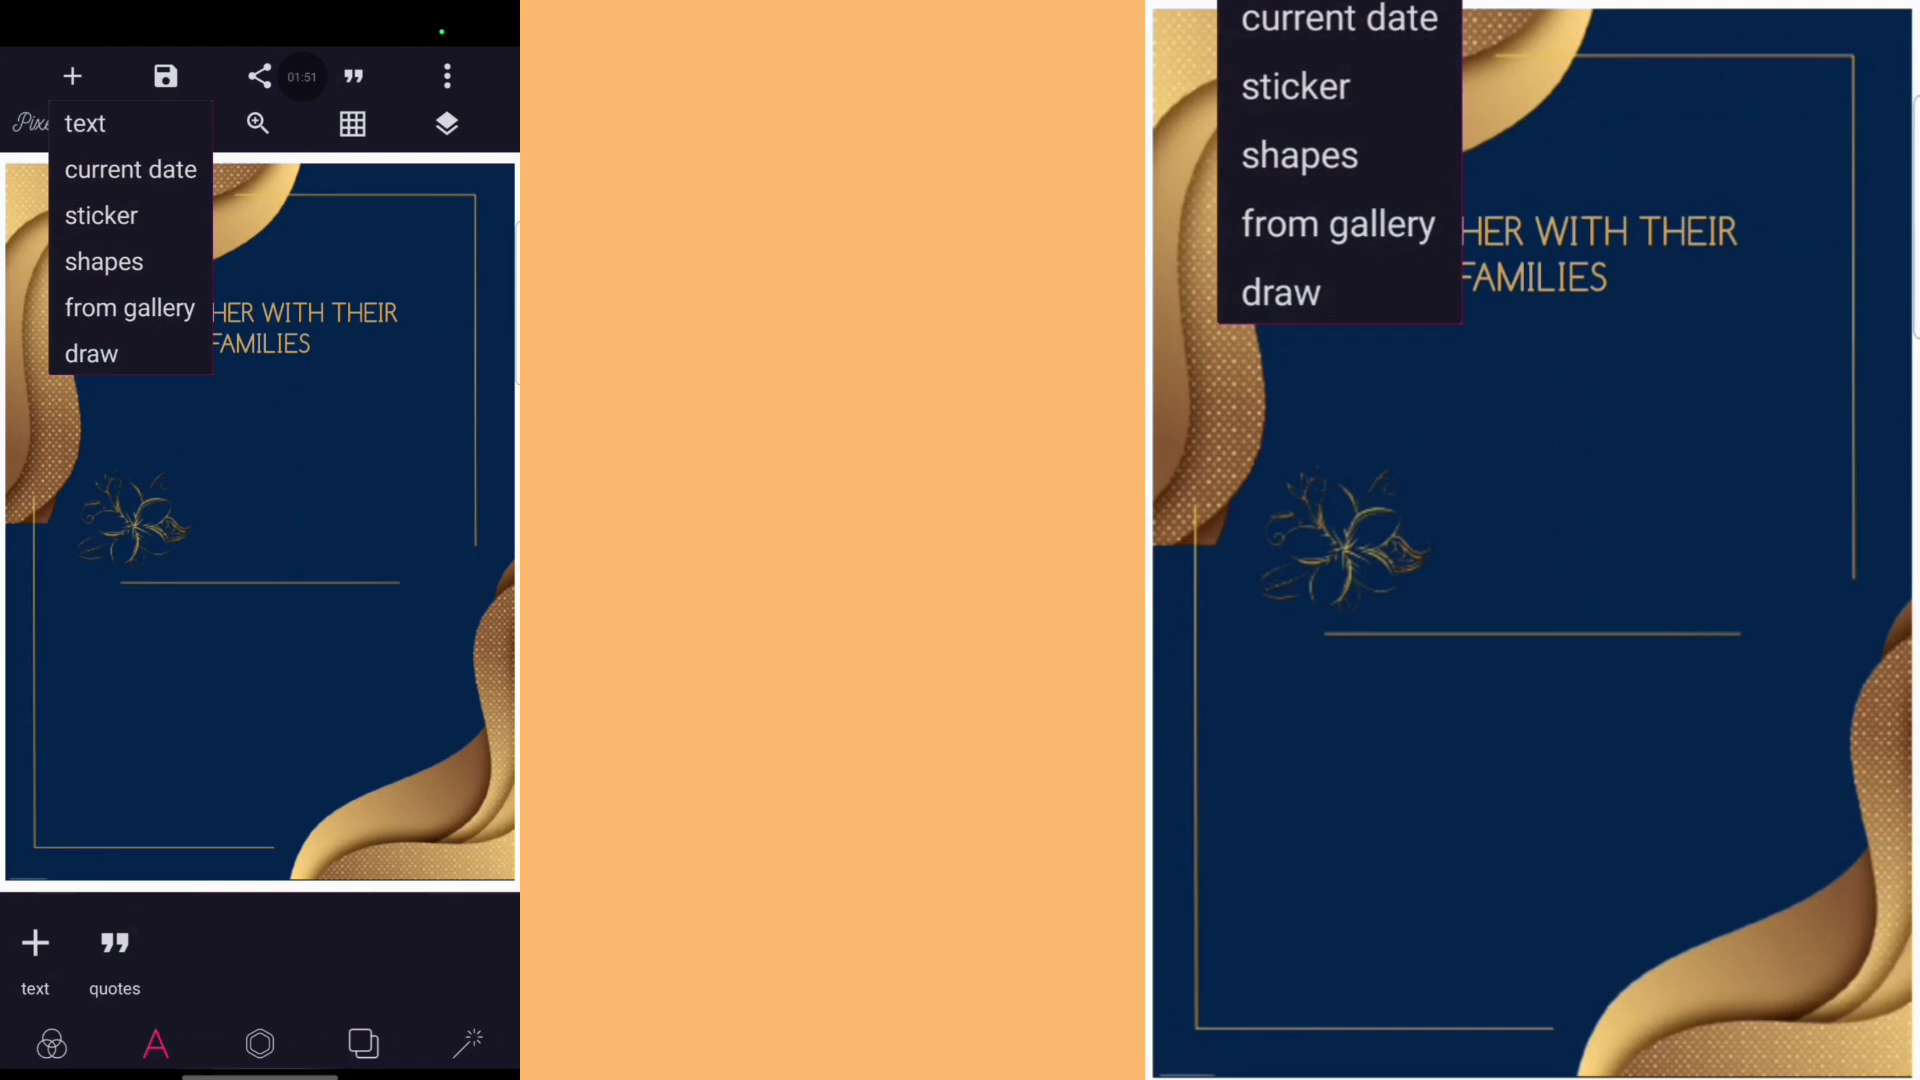 01:51
Pixe
text
current date
sticker
shapes
from gallery
draw
HER WITH THEIR
FAMILIES
text
quotes
current date
sticker
shapes
from gallery
draw
HER WITH THEIR
FAMILIES